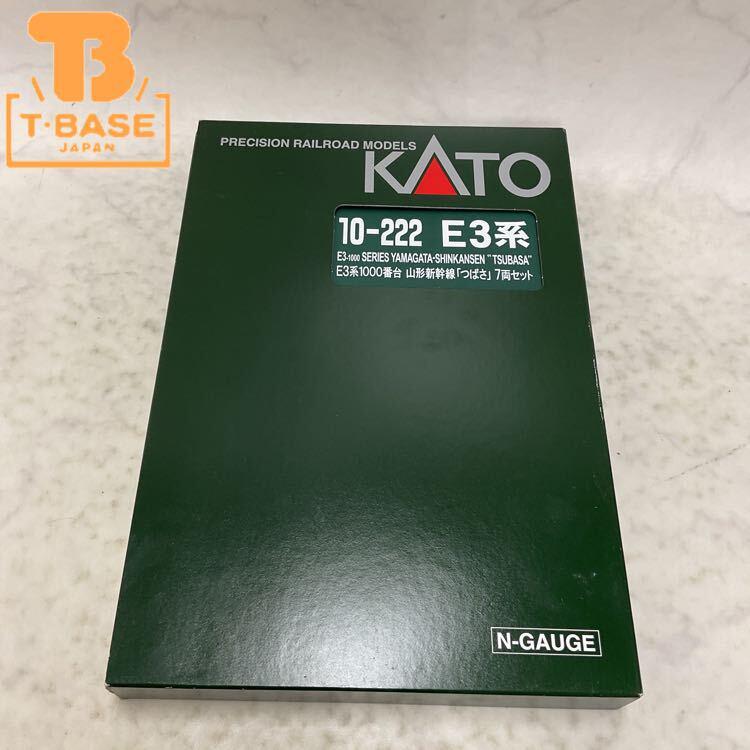 T·BASE
JAPAN
PRECISION RAILROAD MODELS
KATO
10-222 E3系
E3-1000 SERIES YAMAGATA-SHINKANSEN "TSUBASA"
E3系1000番台 山形新幹線「つばさ」7両セット
N-GAUGE